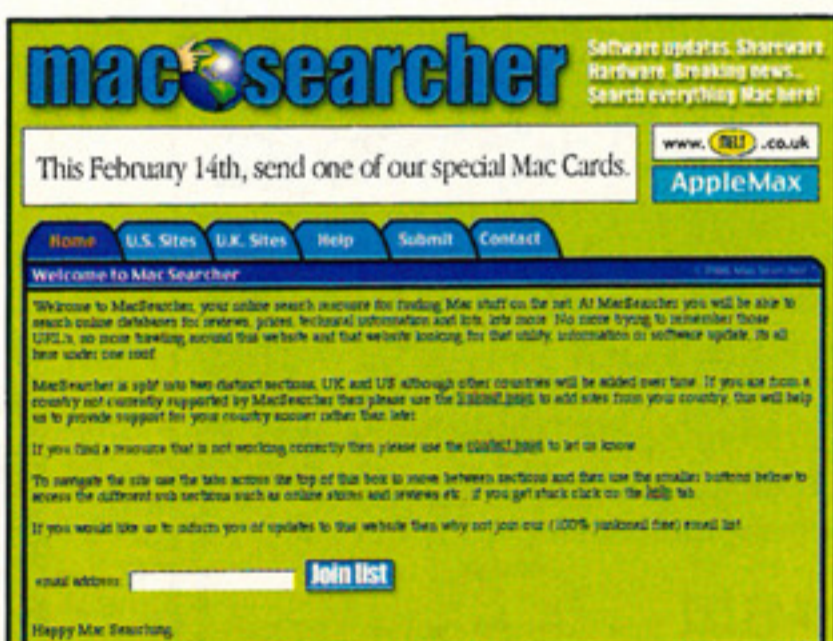 mac searcher
Software updates. Shareware.
Hardware. Breaking news..
Search everything Mac here!
This February 14th, send one of our special Mac Cards.
www. MELT .co.uk
AppleMax
Home U.S. Sites U.K. Sites Help Submit Contact
Welcome to Mac Searcher
Welcome to MacSearcher, your online search resource for finding Mac stuff on the net. At MacSearcher you will be able to
search online databases for reviews, prices, technical information and lots, lots more. No more trying to remember those
URL's, no more trawling around this website and that website looking for that utility, information or software update, its all
here under one roof.
MacSearcher is split into two distinct sections, UK and US although other countries will be added over time. If you are from a
country not currently supported by MacSearcher then please use the to add sites from your country, this will help
us to provide support for your country sooner rather than later.
If you find a resource that is not working correctly then please use the contact page to let us know
To navigate the site use the tabs across the top of this box to move between sections and then use the smaller buttons below to
access the different sub sections such as online stores and reviews etc.. if you get stuck click on the help tab.
If you would like us to inform you of updates to this website then why not join our (100% junkmail free) email list
email address: Join list
Happy Mac Searching.